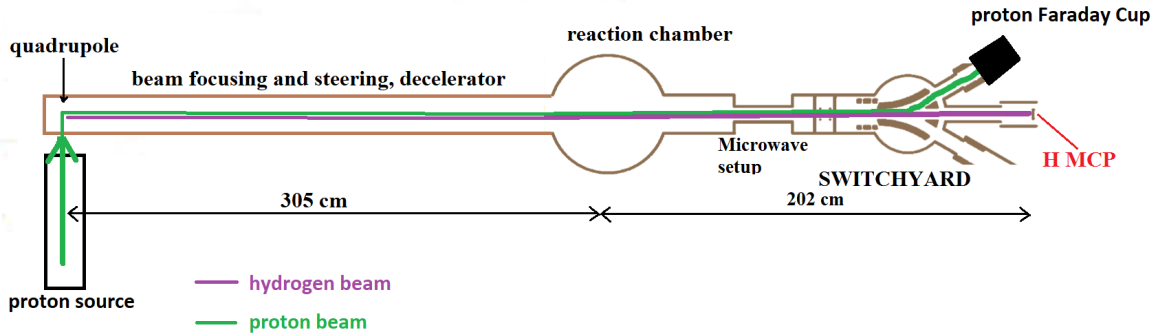 proton Faraday Cup
quadrupole
reaction chamber
beam focusing and steering, decelerator
Microwave
setup
H MCP
SWITCHYARD
305 cm
202 cm
hydrogen beam
proton source
proton beam